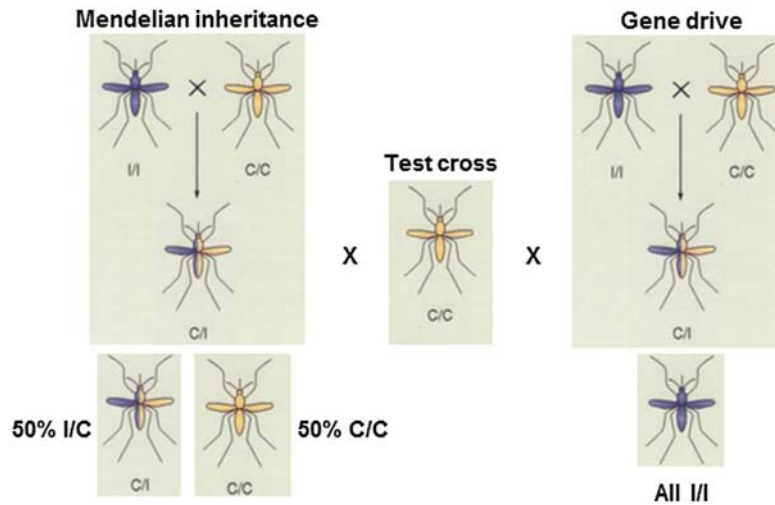 Mendelian inheritance
I/I
C/C
C/I
Test cross
X
C/C
X
Gene drive
I/I
C/C
C/I
50% I/C
C/I
C/C
50% C/C
All I/I